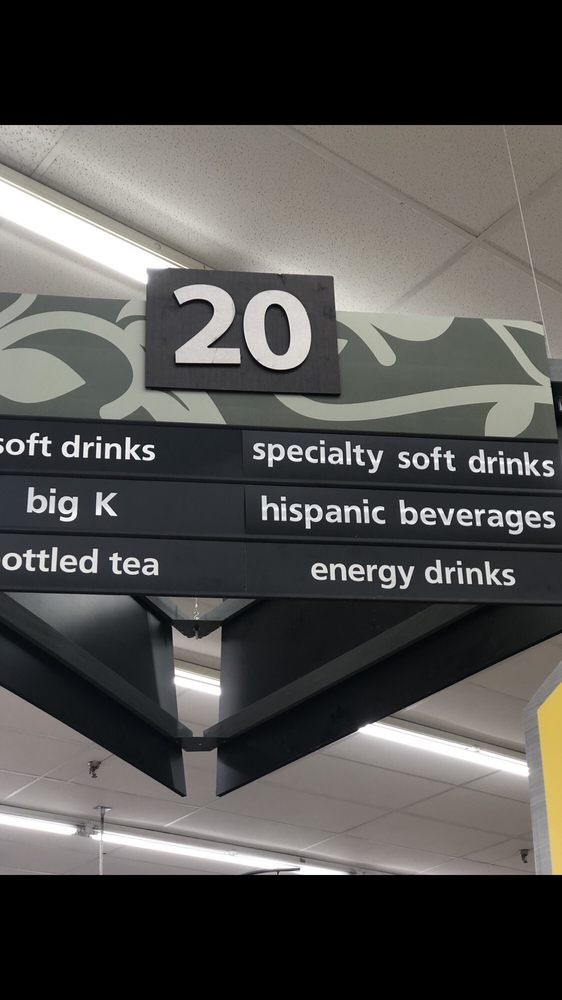 20
soft drinks
big K
ottled tea
specialty soft drinks
hispanic beverages
energy drinks